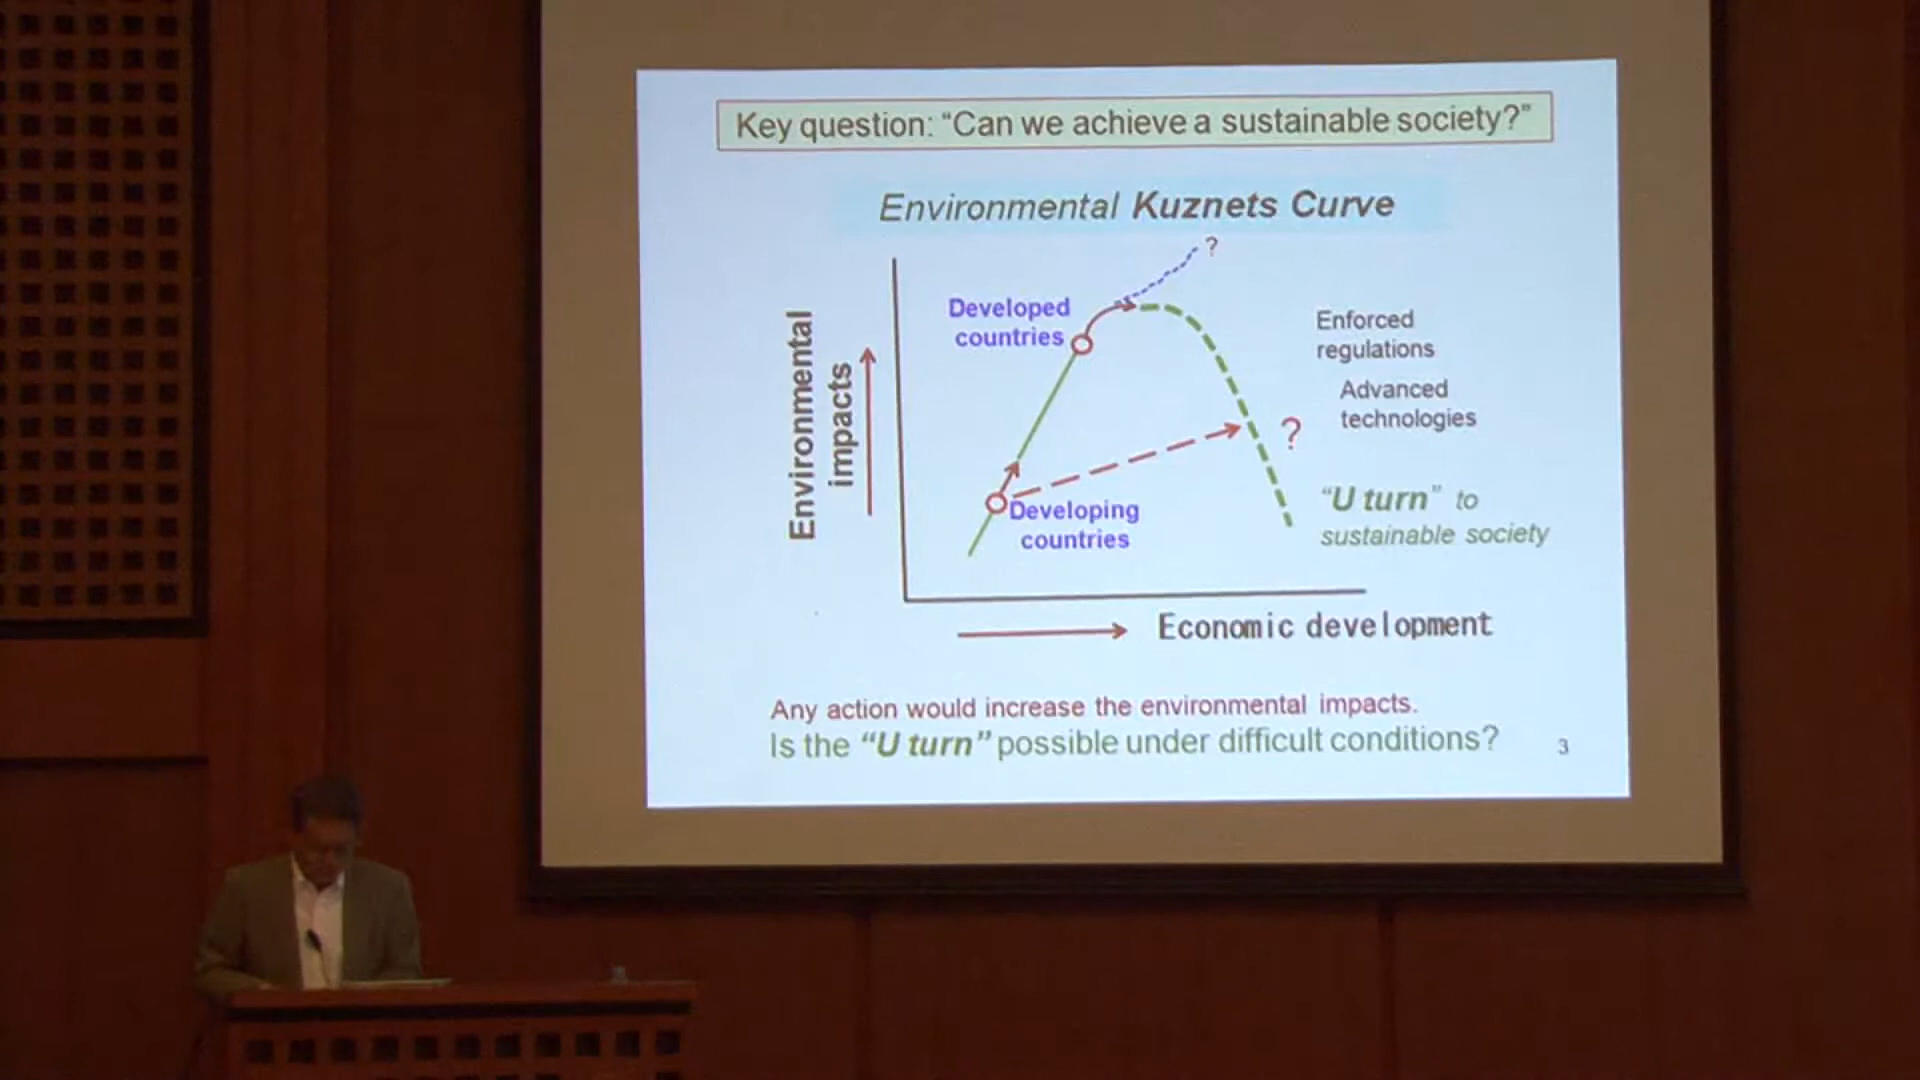 Key question: “Can we achieve a sustainable society?”
Environmental Kuznets Curve
?
Developed
countries
Environmental
impacts
Enforced
regulations
Advanced
technologies
?
Developing
countries
“U turn” to
sustainable society
Economic development
Any action would increase the environmental impacts.
Is the “U turn” possible under difficult conditions?
3